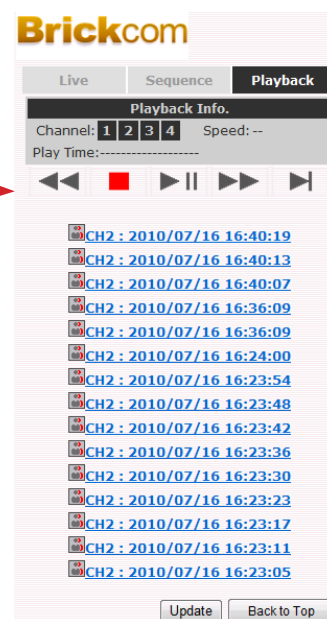 Brickcom
Live Sequence Playback
Playback Info.
Channel: 1 2 3 4 Speed: --
Play Time:-------------------
CH2 : 2010/07/16 16:40:19
CH2 : 2010/07/16 16:40:13
CH2 : 2010/07/16 16:40:07
CH2 : 2010/07/16 16:36:09
CH2 : 2010/07/16 16:36:09
CH2 : 2010/07/16 16:24:00
CH2 : 2010/07/16 16:23:54
CH2 : 2010/07/16 16:23:48
CH2 : 2010/07/16 16:23:42
CH2 : 2010/07/16 16:23:36
CH2 : 2010/07/16 16:23:30
CH2 : 2010/07/16 16:23:23
CH2 : 2010/07/16 16:23:17
CH2 : 2010/07/16 16:23:11
CH2 : 2010/07/16 16:23:05
Update Back to Top